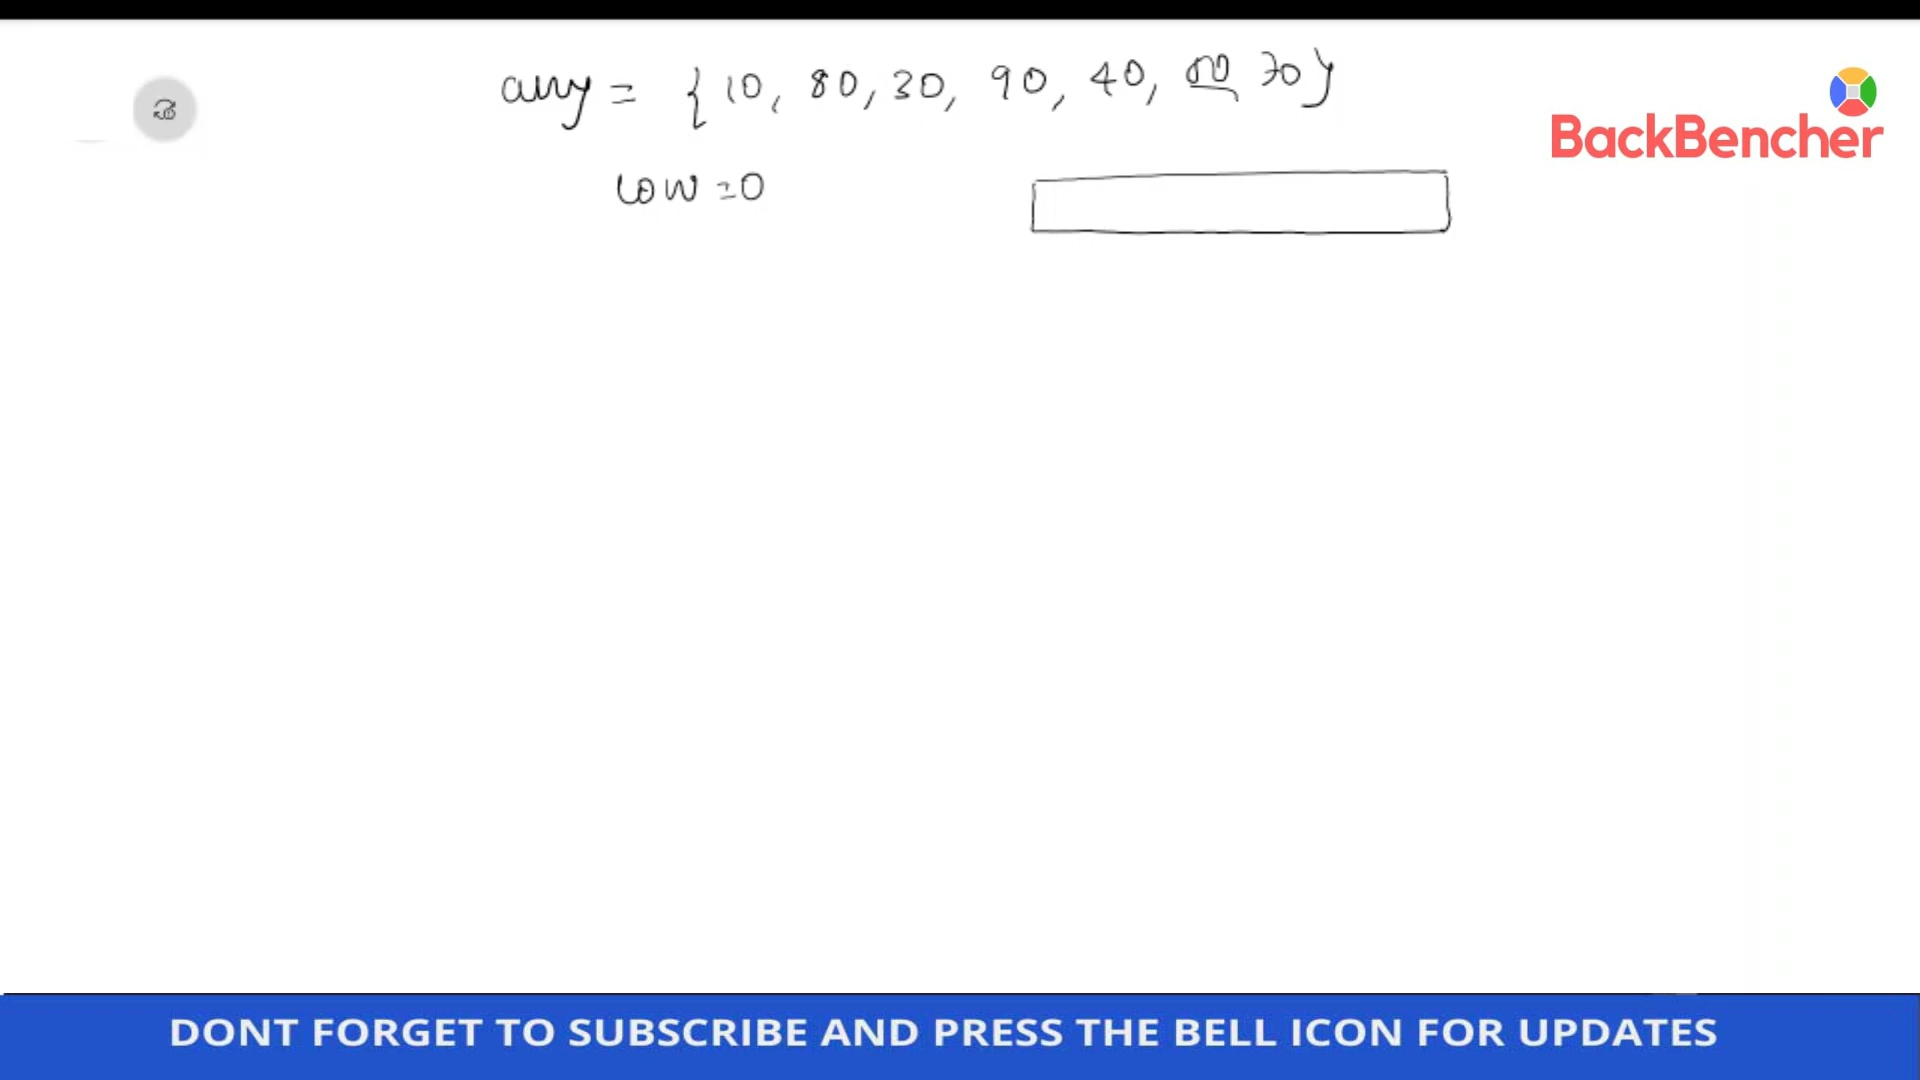 arr = {10, 80, 30, 90, 40, 50, 70}
low = 0
BackBencher
DONT FORGET TO SUBSCRIBE AND PRESS THE BELL ICON FOR UPDATES